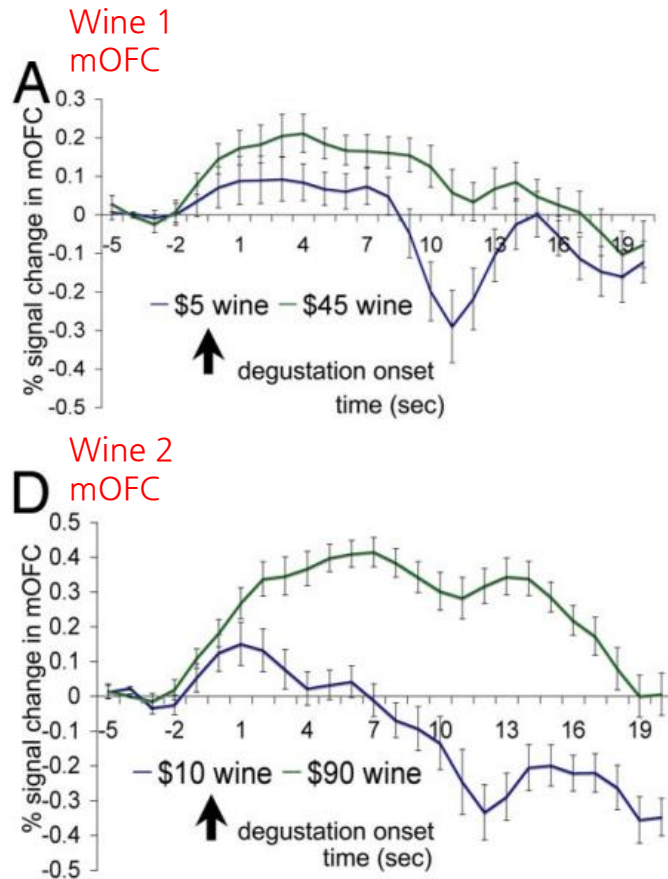 Wine 1
mOFC
A
% signal change in mOFC
0.3
0.2
0.1
0
-0.1
-0.2
-0.3
-0.4
-0.5
-5 -2 1 4 7 10 13 16 19
$5 wine $45 wine
degustation onset
time (sec)
Wine 2
mOFC
D
% signal change in mOFC
0.5
0.4
0.3
0.2
0.1
0
-0.1
-0.2
-0.3
-0.4
-0.5
-5 -2 1 4 7 10 13 16 19
$10 wine $90 wine
degustation onset
time (sec)